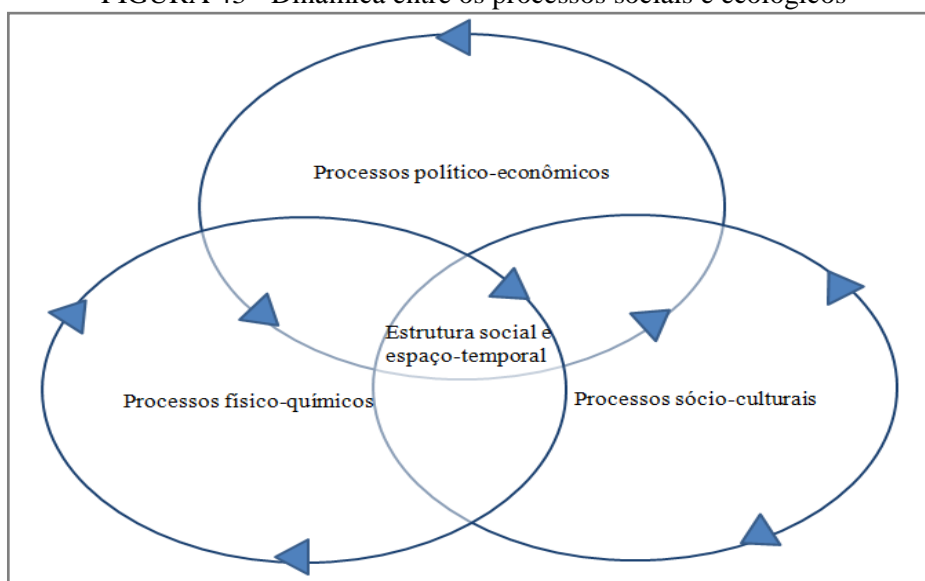 FIGURA 43 - Dinâmica entre os processos sociais e ecológicos
Processos político-econômicos
Estrutura social e
espaço-temporal
Processos físico-químicos
Processos sócio-culturais